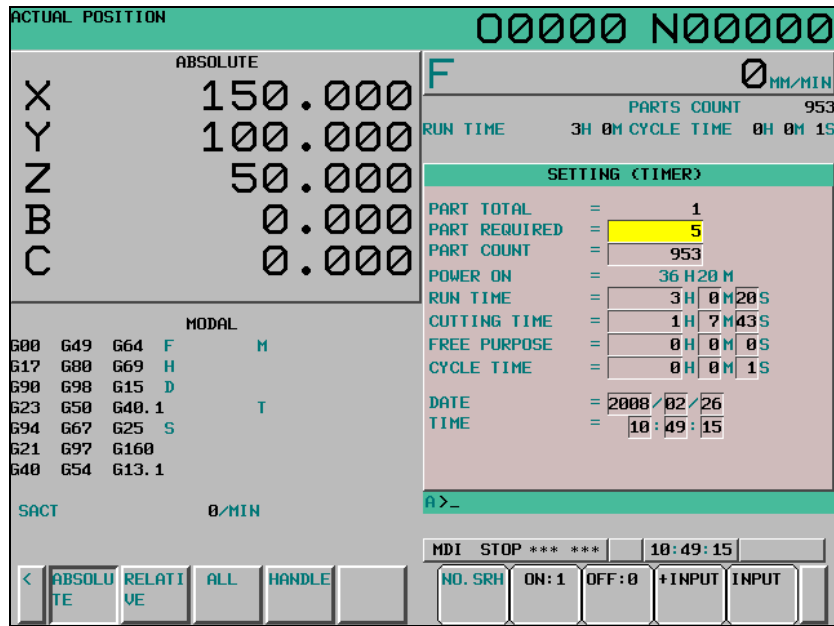 ACTUAL POSITION O0000 N00000
ABSOLUTE
X 150.000
Y 100.000
Z 50.000
B 0.000
C 0.000
MODAL
G00 G49 G64 F M
G17 G80 G69 H
G90 G98 G15 D
G23 G50 G40.1 T
G94 G67 G25 S
G21 G97 G160
G40 G54 G13.1
SACT 0/MIN
F 0 MM/MIN
PARTS COUNT 953
RUN TIME 3H 0M CYCLE TIME 0H 0M 1S
SETTING (TIMER)
PART TOTAL = 1
PART REQUIRED = 5
PART COUNT = 953
POWER ON = 36 H 20 M
RUN TIME = 3 H 0 M 20 S
CUTTING TIME = 1 H 7 M 43 S
FREE PURPOSE = 0 H 0 M 0 S
CYCLE TIME = 0 H 0 M 1 S
DATE = 2008/02/26
TIME = 10:49:15
A>_
MDI STOP *** *** 10:49:15
< ABSOLU RELATI ALL HANDLE NO.SRH ON:1 OFF:0 +INPUT INPUT
TE VE